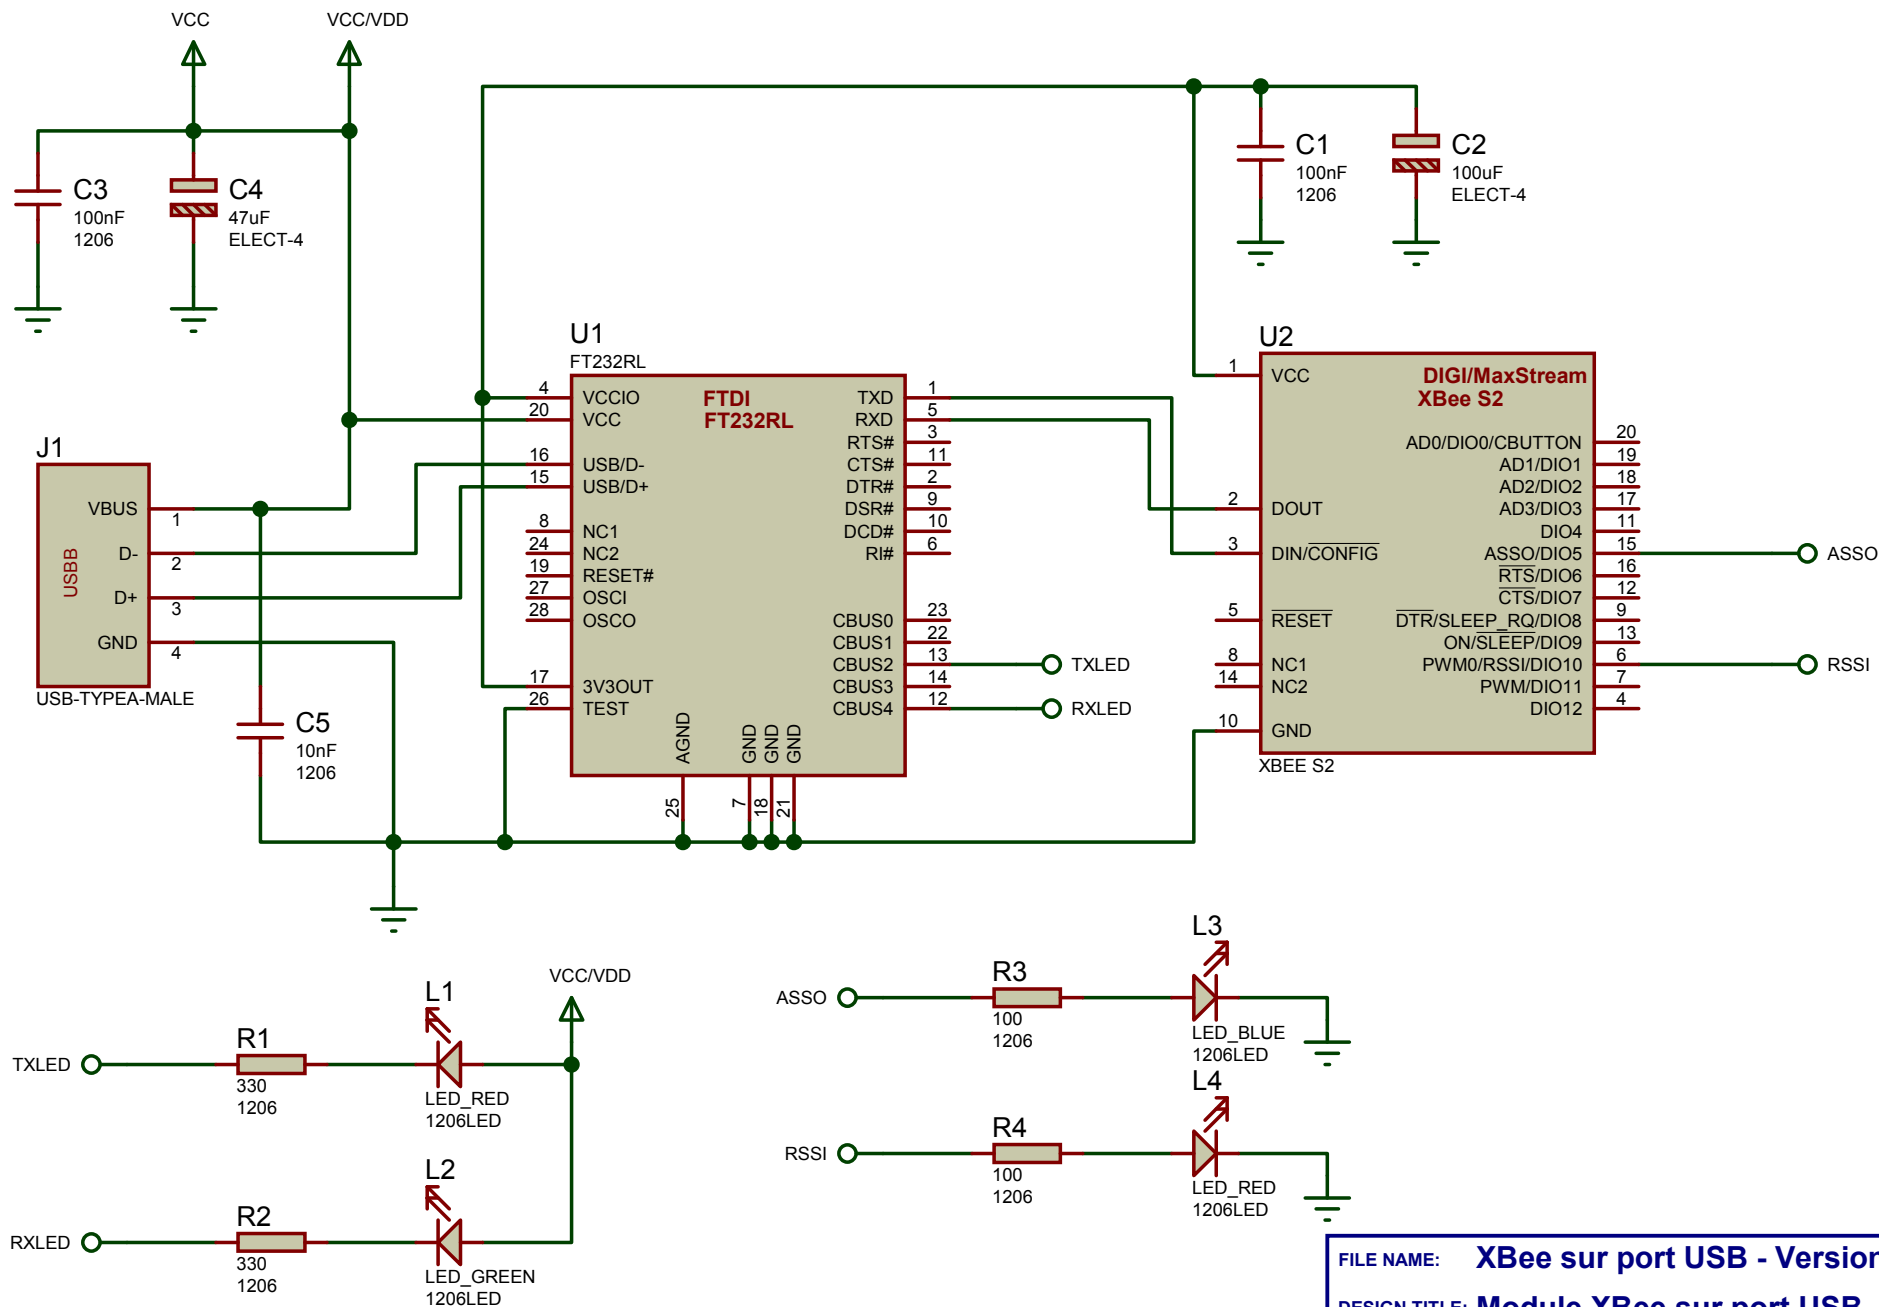 VCC
VCC/VDD
C3
100nF
1206
C4
47uF
ELECT-4
C1
100nF
1206
C2
100uF
ELECT-4
J1
USBB
VBUS 1
D- 2
D+ 3
GND 4
USB-TYPEA-MALE
C5
10nF
1206
U1
FT232RL
FTDI
FT232RL
4 VCCIO
20 VCC
16 USB/D-
15 USB/D+
8 NC1
24 NC2
19 RESET#
27 OSCI
28 OSCO
17 3V3OUT
26 TEST
TXD 1
RXD 5
RTS# 3
CTS# 11
DTR# 2
DSR# 9
DCD# 10
RI# 6
CBUS0 23
CBUS1 22
CBUS2 13
CBUS3 14
CBUS4 12
TXLED
RXLED
AGND 25
GND 7
GND 18
GND 21
U2
DIGI/MaxStream
XBee S2
1 VCC
2 DOUT
3 DIN/CONFIG
5 RESET
8 NC1
14 NC2
10 GND
AD0/DIO0/CBUTTON 20
AD1/DIO1 19
AD2/DIO2 18
AD3/DIO3 17
DIO4 11
ASSO/DIO5 15
RTS/DIO6 16
CTS/DIO7 12
DTR/SLEEP_RQ/DIO8 9
ON/SLEEP/DIO9 13
PWM0/RSSI/DIO10 6
PWM/DIO11 7
DIO12 4
XBEE S2
ASSO
RSSI
VCC/VDD
TXLED
R1
330
1206
L1
LED_RED
1206LED
RXLED
R2
330
1206
L2
LED_GREEN
1206LED
ASSO
R3
100
1206
L3
LED_BLUE
1206LED
RSSI
R4
100
1206
L4
LED_RED
1206LED
FILE NAME: XBee sur port USB - Version
DESIGN TITLE: Module XBee sur port USB